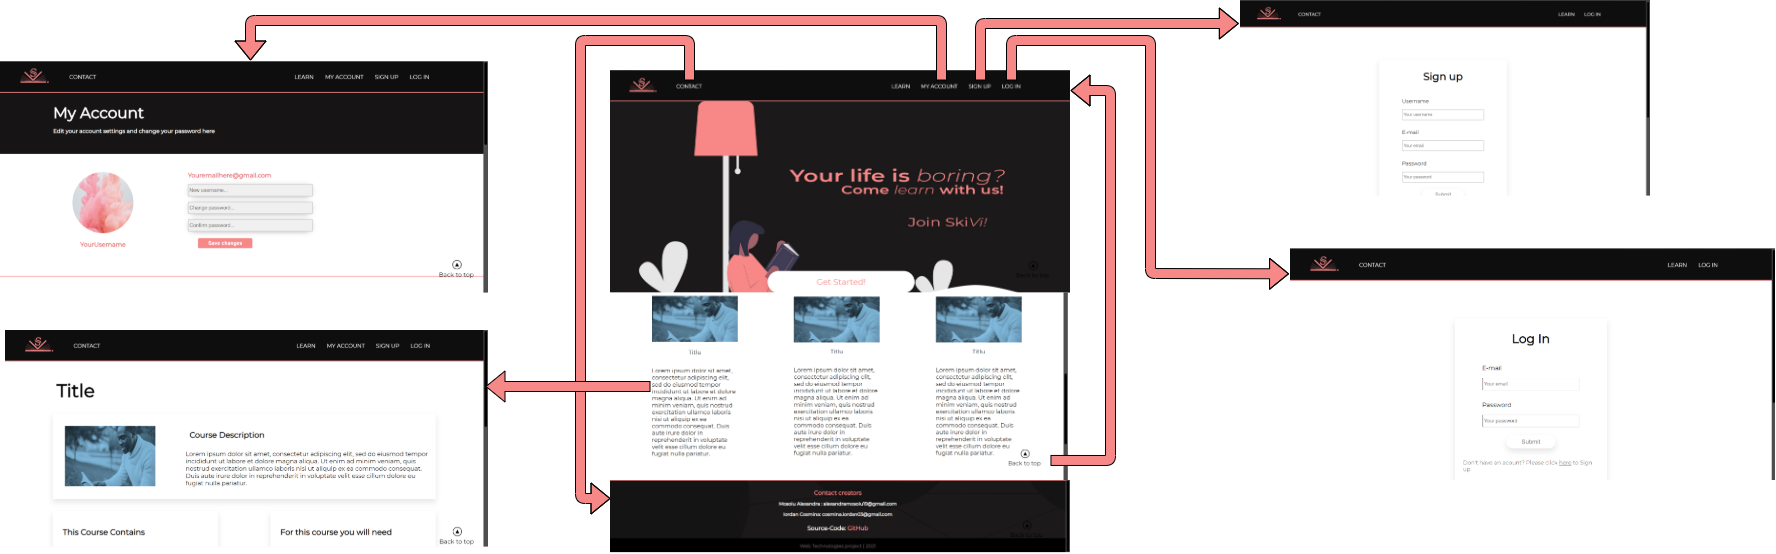 CONTACT
LEARN MY ACCOUNT SIGN UP LOG IN
My Account
Edit your account settings and change your password here
Youremailhere@gmail.com
New username...
Change password...
Confirm password...
YourUsername
Save changes
Back to top
CONTACT
LEARN MY ACCOUNT SIGN UP LOG IN
Title
Course Description
Lorem ipsum dolor sit amet, consectetur adipiscing elit, sed do eiusmod tempor
incididunt ut labore et dolore magna aliqua. Ut enim ad minim veniam, quis
nostrud exercitation ullamco laboris nisi ut aliquip ex ea commodo consequat.
Duis aute irure dolor in reprehenderit in voluptate velit esse cillum dolore eu
fugiat nulla pariatur.
This Course Contains
For this course you will need
Back to top
CONTACT
LEARN MY ACCOUNT SIGN UP LOG IN
Your life is boring?
Come learn with us!
Join SkiVi!
Get Started!
Titlu
Lorem ipsum dolor sit amet,
consectetur adipiscing elit,
sed do eiusmod tempor
incididunt ut labore et dolore
magna aliqua. Ut enim ad
minim veniam, quis nostrud
exercitation ullamco laboris
nisi ut aliquip ex ea
commodo consequat. Duis
aute irure dolor in
reprehenderit in voluptate
velit esse cillum dolore eu
fugiat nulla pariatur.
Titlu
Lorem ipsum dolor sit amet,
consectetur adipiscing elit,
sed do eiusmod tempor
incididunt ut labore et dolore
magna aliqua. Ut enim ad
minim veniam, quis nostrud
exercitation ullamco laboris
nisi ut aliquip ex ea
commodo consequat. Duis
aute irure dolor in
reprehenderit in voluptate
velit esse cillum dolore eu
fugiat nulla pariatur.
Titlu
Lorem ipsum dolor sit amet,
consectetur adipiscing elit,
sed do eiusmod tempor
incididunt ut labore et dolore
magna aliqua. Ut enim ad
minim veniam, quis nostrud
exercitation ullamco laboris
nisi ut aliquip ex ea
commodo consequat. Duis
aute irure dolor in
reprehenderit in voluptate
velit esse cillum dolore eu
fugiat nulla pariatur.
Back to top
Contact creators
Mosolu Alexandra : alexandramosolu11@gmail.com
Iordan Cosmina: cosmina.iordan03@gmail.com
Source-Code: GitHub
Web Technologies project | 2021
CONTACT
LEARN LOG IN
Sign up
Username
Your username
E-mail
Your email
Password
Your password
Submit
CONTACT
LEARN LOG IN
Log In
E-mail
Your email
Password
Your password
Submit
Don't have an acount? Please click here to Sign
up